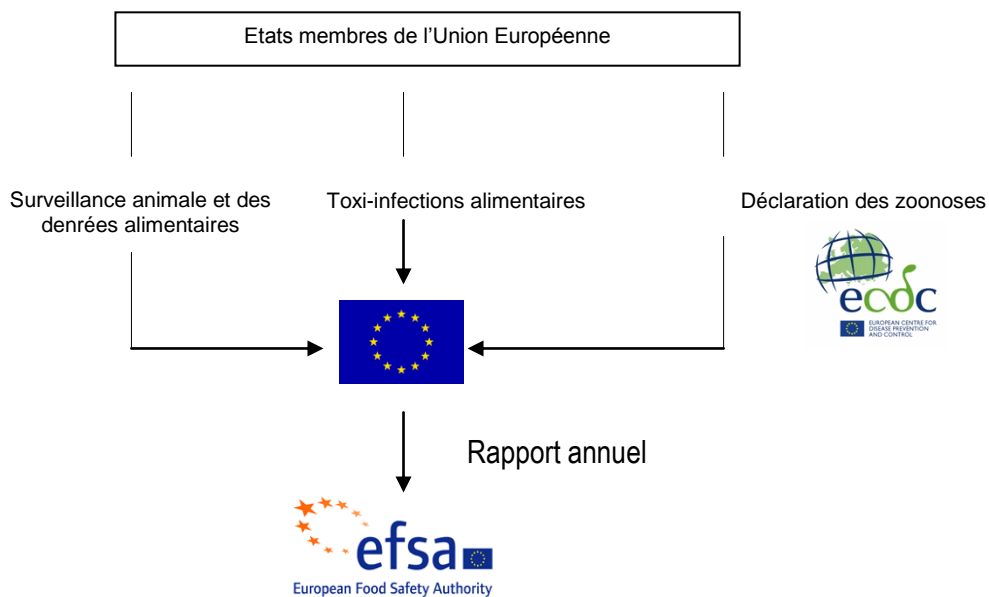 Etats membres de l'Union Européenne
Surveillance animale et des
denrées alimentaires
Toxi-infections alimentaires
Déclaration des zoonoses
ecdc
EUROPEAN CENTRE FOR
DISEASE PREVENTION
AND CONTROL
Rapport annuel
efsa
European Food Safety Authority